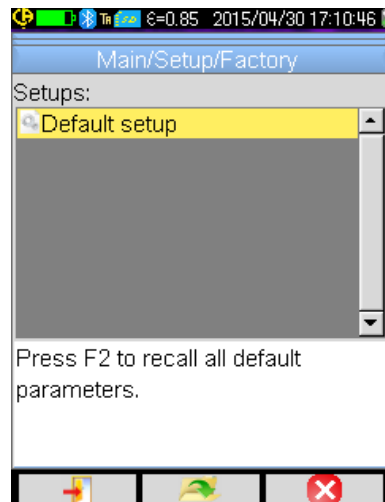 TR ε=0.85 2015/04/30 17:10:46
Main/Setup/Factory
Setups:
Default setup
Press F2 to recall all default
parameters.